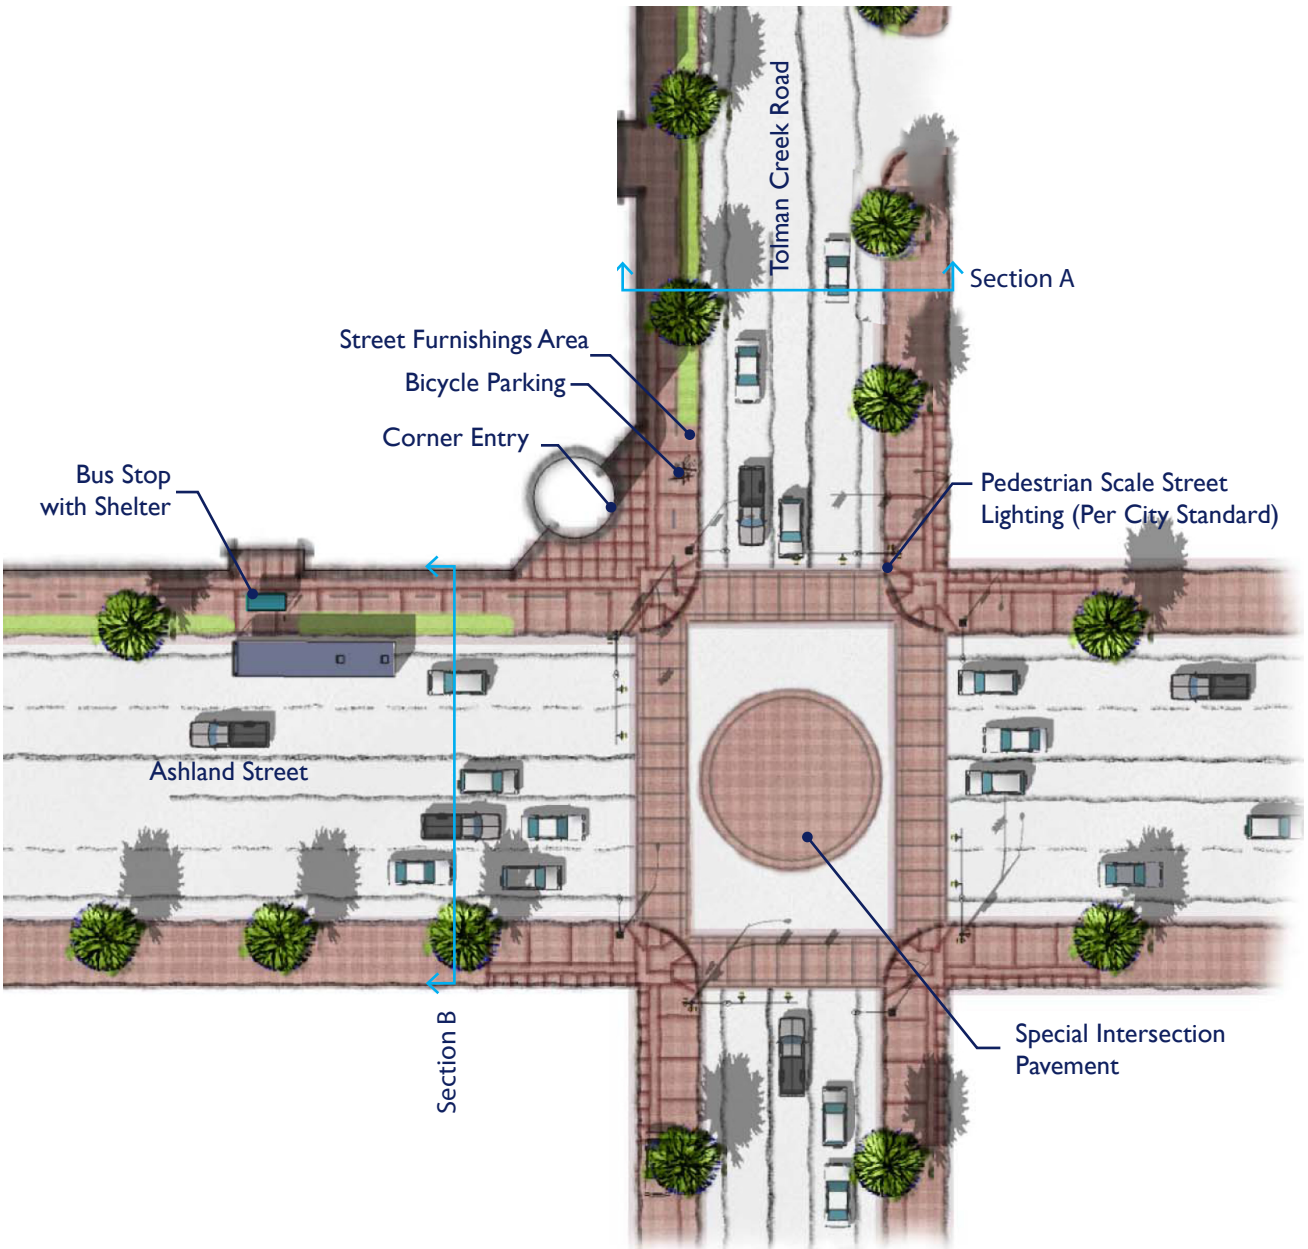 Tolman Creek Road
Section A
Street Furnishings Area
Bicycle Parking
Corner Entry
Bus Stop
with Shelter
Pedestrian Scale Street
Lighting (Per City Standard)
Ashland Street
Section B
Special Intersection
Pavement